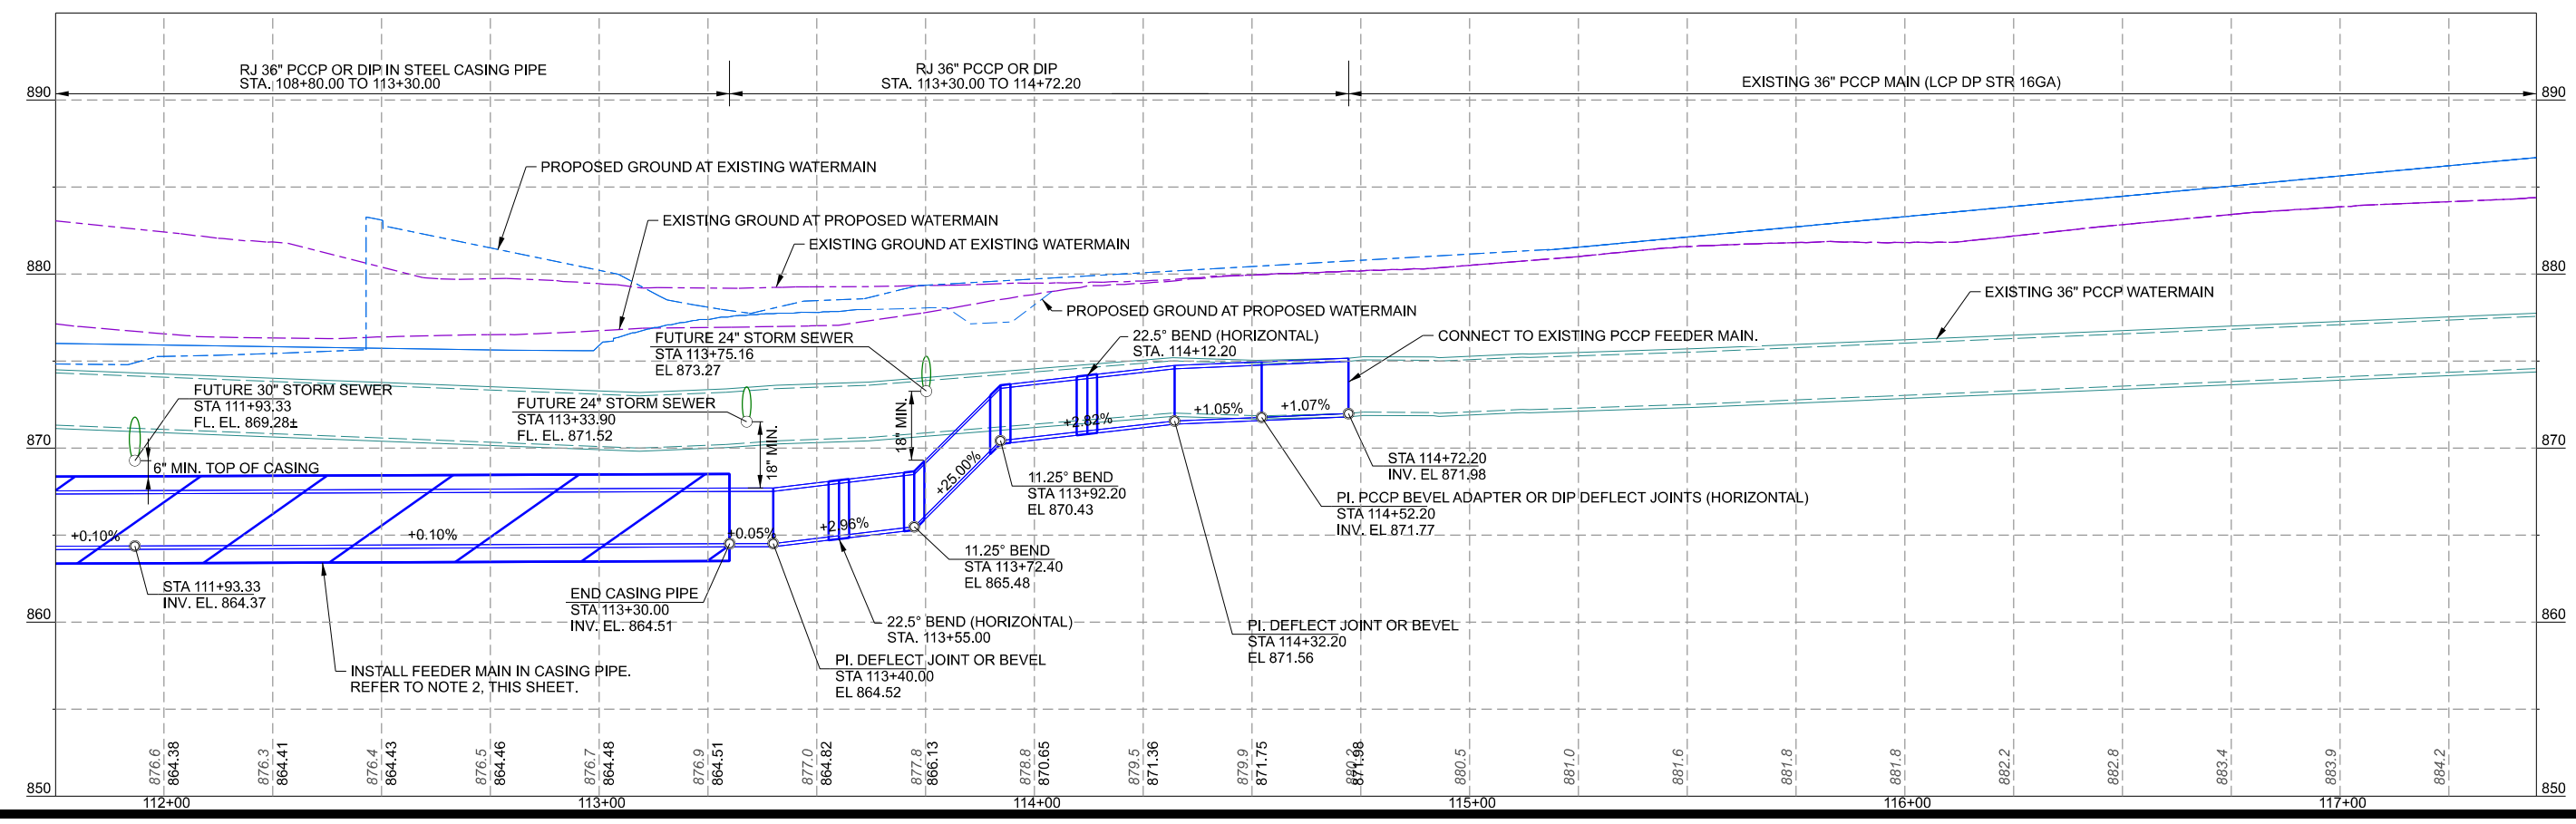 RJ 36" PCCP OR DIP IN STEEL CASING PIPE
STA. 108+80.00 TO 113+30.00
RJ 36" PCCP OR DIP
STA. 113+30.00 TO 114+72.20
EXISTING 36" PCCP MAIN (LCP DP STR 16GA)
890
890
PROPOSED GROUND AT EXISTING WATERMAIN
EXISTING GROUND AT PROPOSED WATERMAIN
EXISTING GROUND AT EXISTING WATERMAIN
880
880
EXISTING 36" PCCP WATERMAIN
PROPOSED GROUND AT PROPOSED WATERMAIN
FUTURE 24" STORM SEWER
STA 113+75.16
EL 873.27
22.5° BEND (HORIZONTAL)
STA. 114+12.20
CONNECT TO EXISTING PCCP FEEDER MAIN.
FUTURE 30" STORM SEWER
STA 111+93.33
FL. EL. 869.28±
FUTURE 24" STORM SEWER
STA 113+33.90
FL. EL. 871.52
18" MIN.
18" MIN.
+2.82%
+1.05%
+1.07%
870
870
6" MIN. TOP OF CASING
+25.00%
11.25° BEND
STA 113+92.20
EL 870.43
STA 114+72.20
INV. EL 871.98
PI. PCCP BEVEL ADAPTER OR DIP DEFLECT JOINTS (HORIZONTAL)
STA 114+52.20
INV. EL 871.77
+0.10%
+0.10%
+0.05%
+2.96%
11.25° BEND
STA 113+72.40
EL 865.48
STA 111+93.33
INV. EL. 864.37
END CASING PIPE
STA 113+30.00
INV. EL. 864.51
860
860
22.5° BEND (HORIZONTAL)
STA. 113+55.00
PI. DEFLECT JOINT OR BEVEL
STA 114+32.20
EL 871.56
INSTALL FEEDER MAIN IN CASING PIPE.
REFER TO NOTE 2, THIS SHEET.
PI. DEFLECT JOINT OR BEVEL
STA 113+40.00
EL 864.52
876.6
864.38
876.3
864.41
876.4
864.43
876.5
864.46
876.7
864.48
876.9
864.51
877.0
864.82
877.8
666.13
878.8
870.65
879.5
871.36
879.9
871.75
880.2
871.98
880.5
881.0
881.6
881.8
881.8
882.2
882.8
883.4
883.9
884.2
850
850
112+00
113+00
114+00
115+00
116+00
117+00